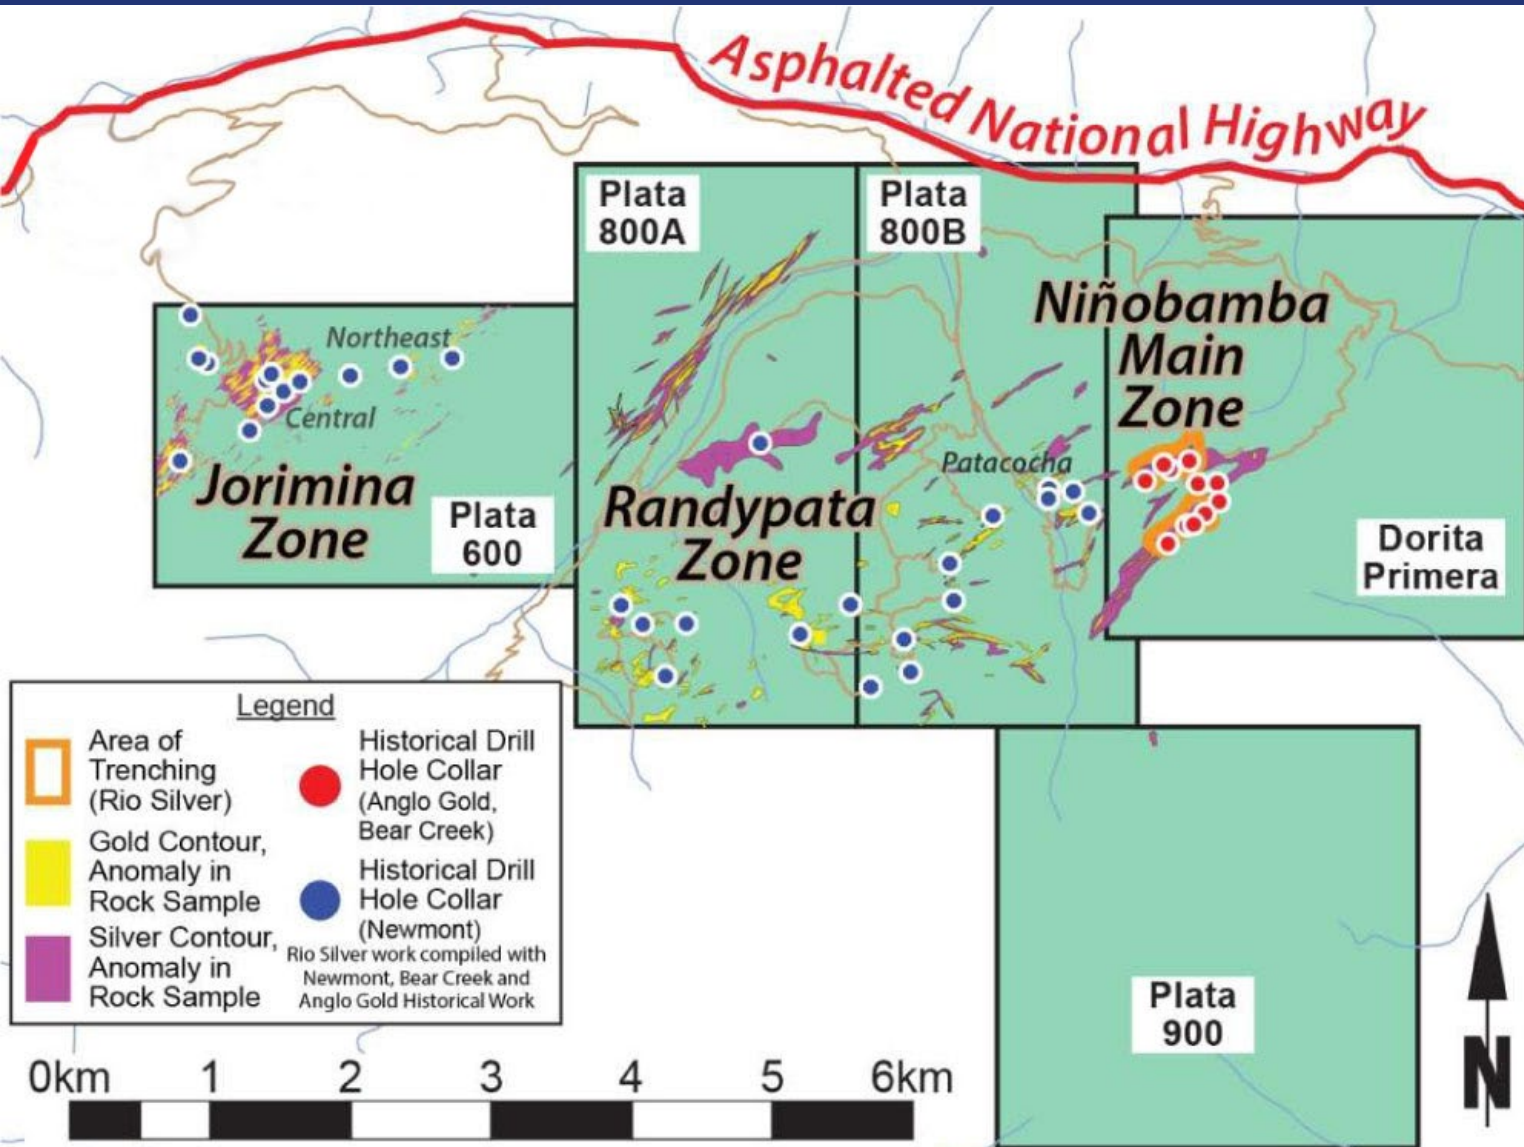 Asphalted National Highway
Plata
800A
Plata
800B
Niñobamba
Main
Zone
Northeast
Central
Jorimina
Zone
Plata
600
Randypata
Zone
Patacocha
Dorita
Primera
Plata
900
Legend
Area of
Trenching
(Rio Silver)
Gold Contour,
Anomaly in
Rock Sample
Silver Contour,
Anomaly in
Rock Sample
Historical Drill
Hole Collar
(Anglo Gold,
Bear Creek)
Historical Drill
Hole Collar
(Newmont)
Rio Silver work compiled with
Newmont, Bear Creek and
Anglo Gold Historical Work
0km 1 2 3 4 5 6km
N